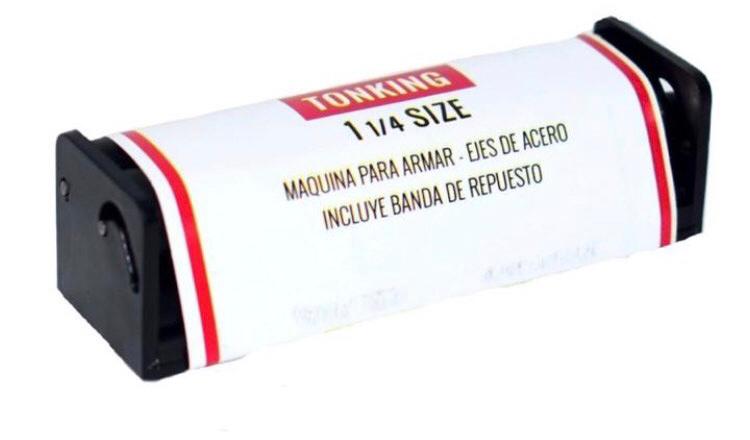 TONKING
1 1/4 SIZE
MAQUINA PARA ARMAR - EJES DE ACERO
INCLUYE BANDA DE REPUESTO